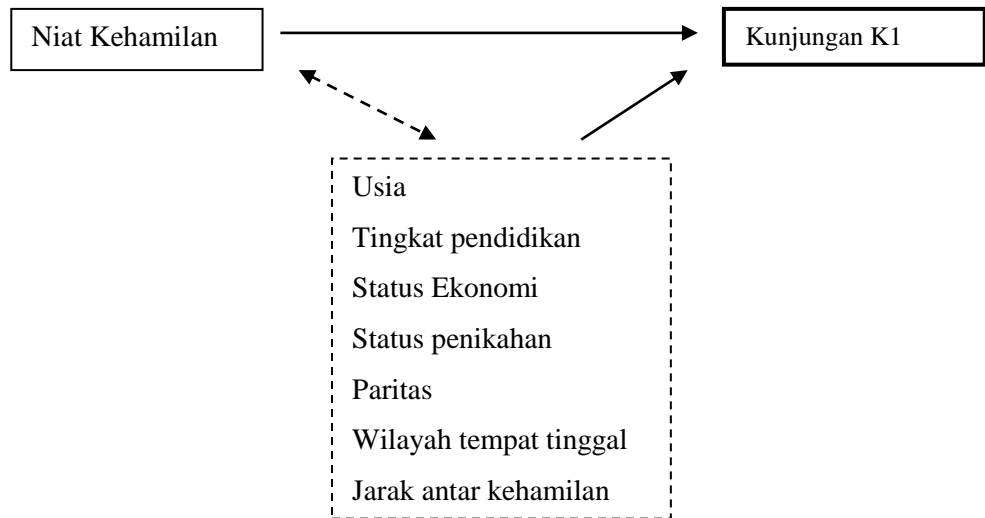 Niat Kehamilan
Kunjungan K1
Usia
Tingkat pendidikan
Status Ekonomi
Status penikahan
Paritas
Wilayah tempat tinggal
Jarak antar kehamilan